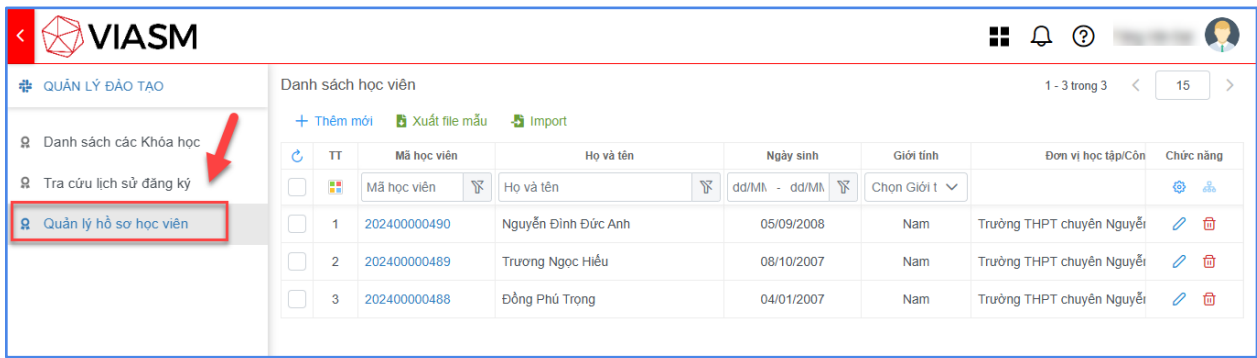 VIASM
QUẢN LÝ ĐÀO TẠO
Danh sách các Khóa học
Tra cứu lịch sử đăng ký
Quản lý hồ sơ học viên
Danh sách học viên
1 - 3 trong 3 15
Thêm mới Xuất file mẫu Import
TT Mã học viên Họ và tên Ngày sinh Giới tính Đơn vị học tập/Côn Chức năng
Mã học viên Họ và tên dd/MM - dd/MM Chọn Giới t
1 202400000490 Nguyễn Đình Đức Anh 05/09/2008 Nam Trường THPT chuyên Nguyễn
2 202400000489 Trương Ngọc Hiếu 08/10/2007 Nam Trường THPT chuyên Nguyễn
3 202400000488 Đồng Phú Trọng 04/01/2007 Nam Trường THPT chuyên Nguyễn